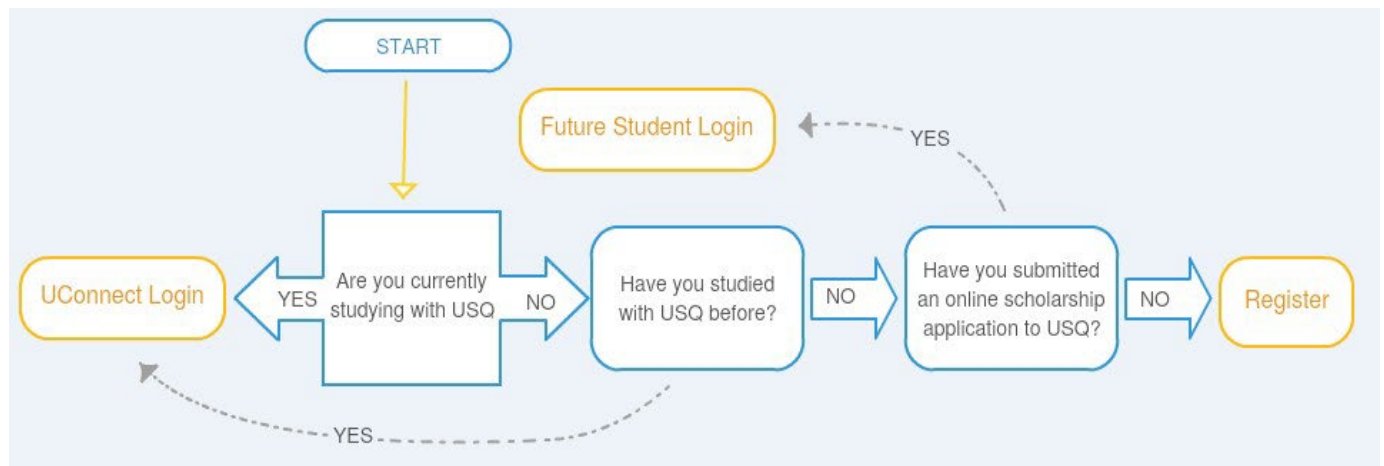 START
Future Student Login
YES
UConnect Login
YES
Are you currently
studying with USQ
NO
Have you studied
with USQ before?
NO
Have you submitted
an online scholarship
application to USQ?
NO
Register
YES